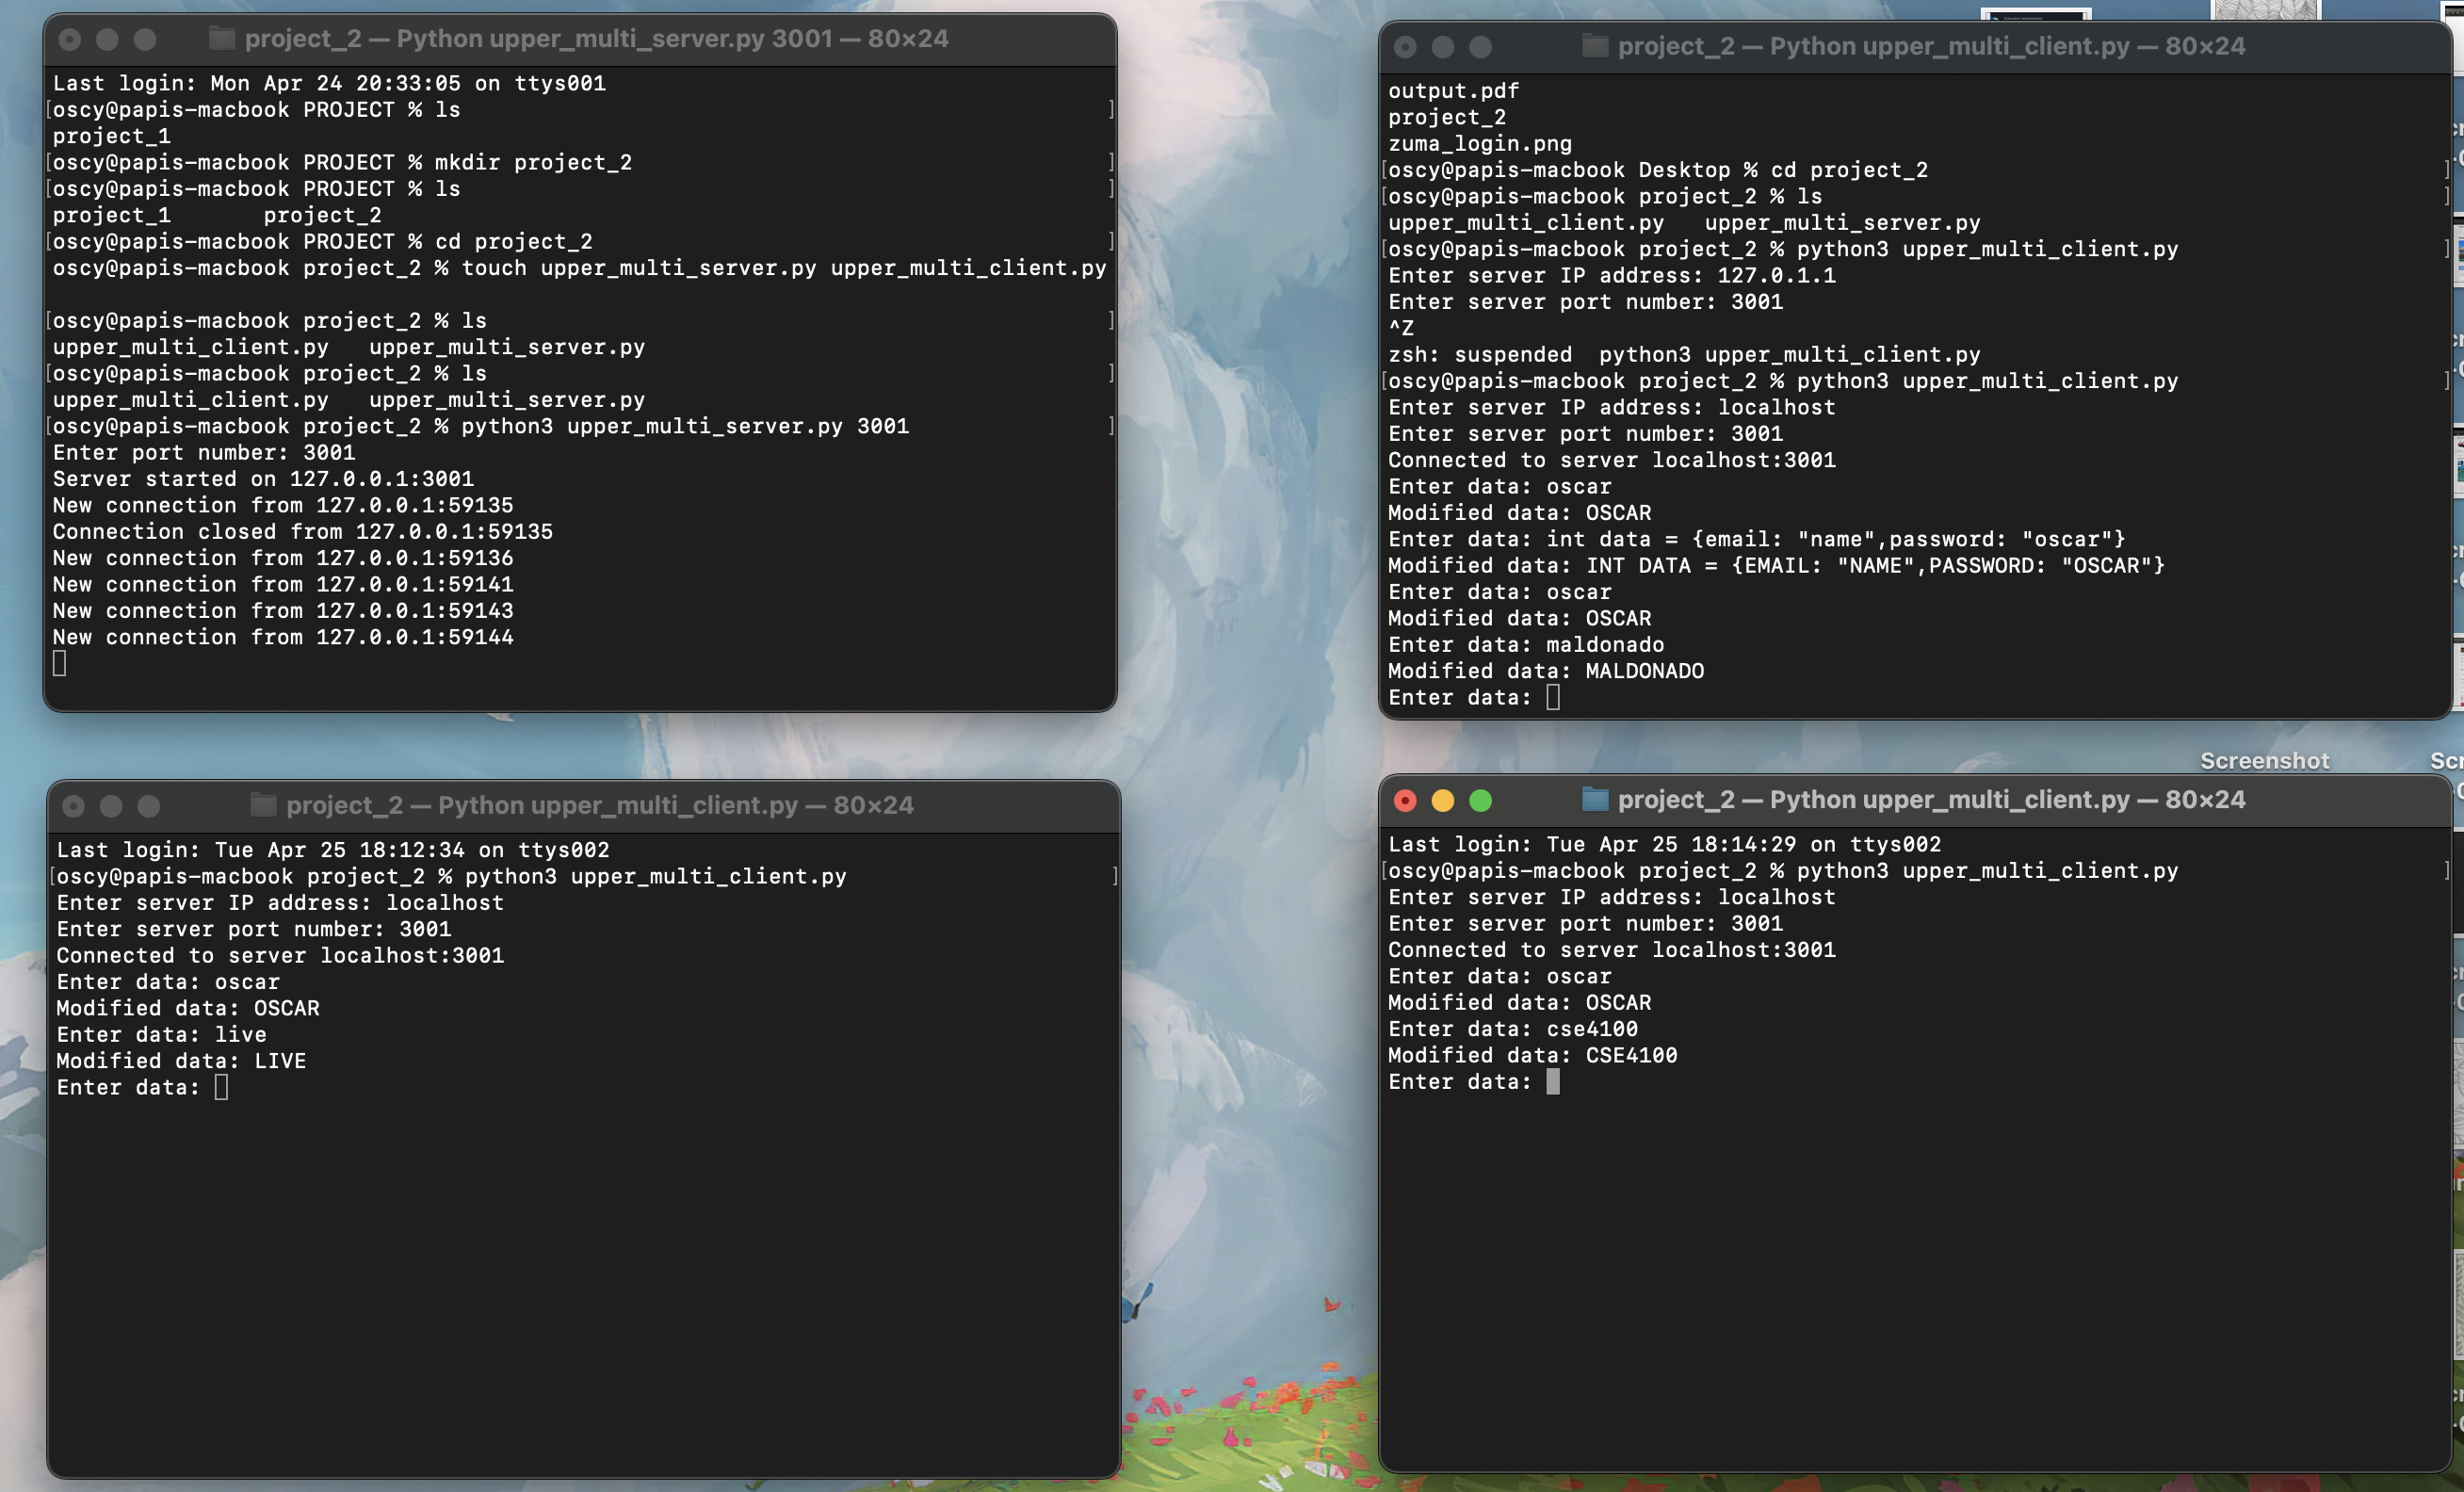 project_2 — Python upper_multi_server.py 3001 — 80×24
Last login: Mon Apr 24 20:33:05 on ttys001
[oscy@papis-macbook PROJECT % ls ]
project_1
[oscy@papis-macbook PROJECT % mkdir project_2 ]
[oscy@papis-macbook PROJECT % ls ]
project_1       project_2
[oscy@papis-macbook PROJECT % cd project_2 ]
oscy@papis-macbook project_2 % touch upper_multi_server.py upper_multi_client.py
[oscy@papis-macbook project_2 % ls ]
upper_multi_client.py   upper_multi_server.py
[oscy@papis-macbook project_2 % ls ]
upper_multi_client.py   upper_multi_server.py
[oscy@papis-macbook project_2 % python3 upper_multi_server.py 3001 ]
Enter port number: 3001
Server started on 127.0.0.1:3001
New connection from 127.0.0.1:59135
Connection closed from 127.0.0.1:59135
New connection from 127.0.0.1:59136
New connection from 127.0.0.1:59141
New connection from 127.0.0.1:59143
New connection from 127.0.0.1:59144
project_2 — Python upper_multi_client.py — 80×24
output.pdf
project_2
zuma_login.png
[oscy@papis-macbook Desktop % cd project_2 ]
[oscy@papis-macbook project_2 % ls ]
upper_multi_client.py   upper_multi_server.py
[oscy@papis-macbook project_2 % python3 upper_multi_client.py ]
Enter server IP address: 127.0.1.1
Enter server port number: 3001
^Z
zsh: suspended  python3 upper_multi_client.py
[oscy@papis-macbook project_2 % python3 upper_multi_client.py ]
Enter server IP address: localhost
Enter server port number: 3001
Connected to server localhost:3001
Enter data: oscar
Modified data: OSCAR
Enter data: int data = {email: "name",password: "oscar"}
Modified data: INT DATA = {EMAIL: "NAME",PASSWORD: "OSCAR"}
Enter data: oscar
Modified data: OSCAR
Enter data: maldonado
Modified data: MALDONADO
Enter data:
Screenshot
project_2 — Python upper_multi_client.py — 80×24
Last login: Tue Apr 25 18:12:34 on ttys002
[oscy@papis-macbook project_2 % python3 upper_multi_client.py ]
Enter server IP address: localhost
Enter server port number: 3001
Connected to server localhost:3001
Enter data: oscar
Modified data: OSCAR
Enter data: live
Modified data: LIVE
Enter data:
project_2 — Python upper_multi_client.py — 80×24
Last login: Tue Apr 25 18:14:29 on ttys002
[oscy@papis-macbook project_2 % python3 upper_multi_client.py ]
Enter server IP address: localhost
Enter server port number: 3001
Connected to server localhost:3001
Enter data: oscar
Modified data: OSCAR
Enter data: cse4100
Modified data: CSE4100
Enter data: